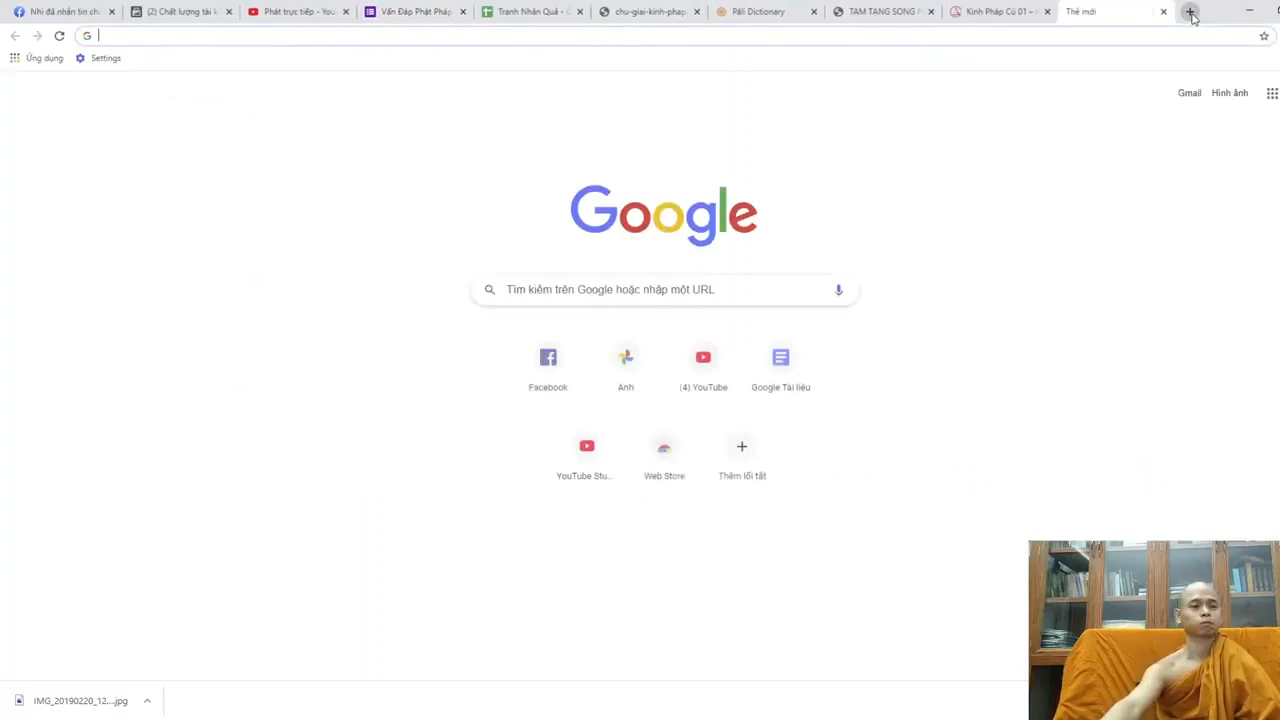 Nhi đã nhắn tin ch
(2) Chất lượng tài k
Phát trực tiếp - You
Vấn Đáp Phật Pháp
Tranh Nhân Quả - G
chu-giai-kinh-phap
Pāli Dictionary
TAM TANG SONG N
Kinh Pháp Cú 01 –
Thẻ mới
Ứng dụng
Settings
Gmail
Hình ảnh
Google
Tìm kiếm trên Google hoặc nhập một URL
Facebook
Ảnh
(4) YouTube
Google Tài liệu
YouTube Stu...
Web Store
Thêm lối tắt
IMG_20190220_12....jpg